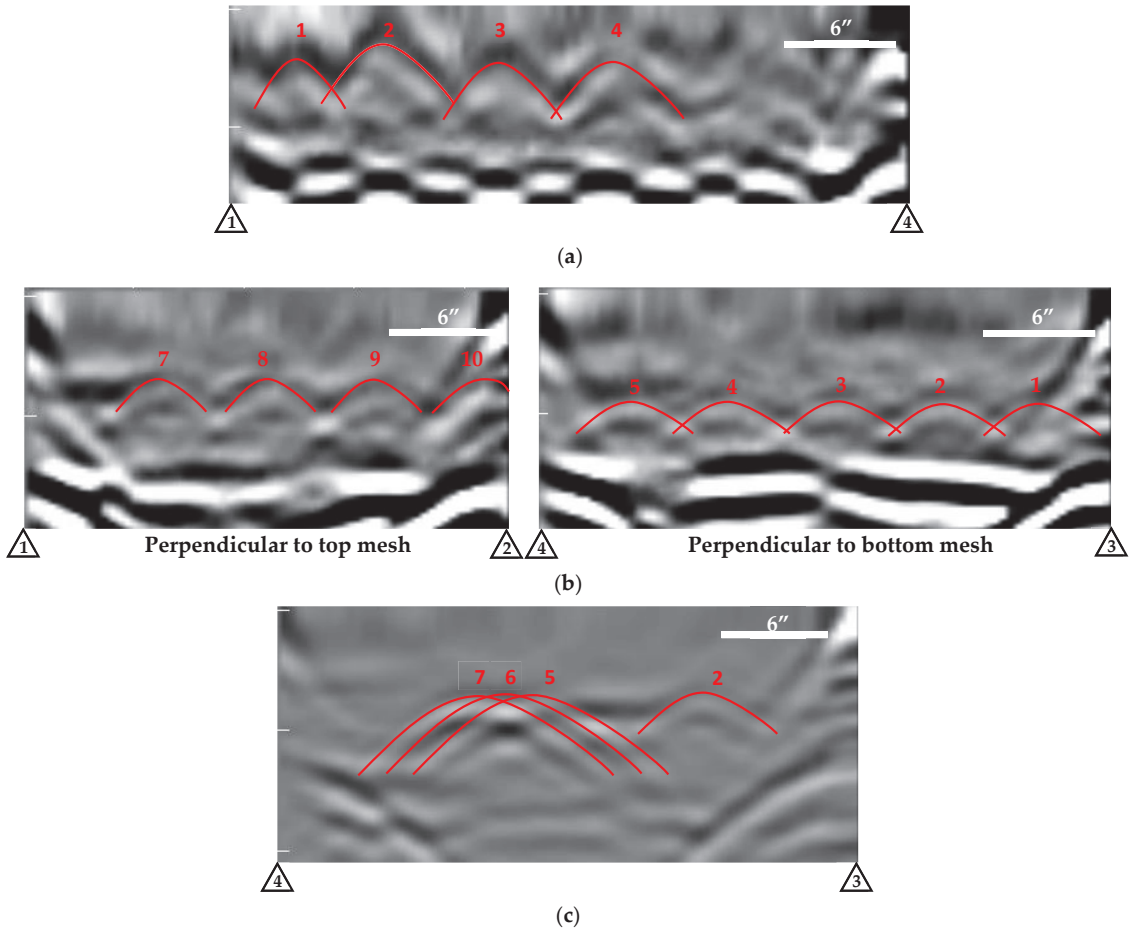 1 2 3 4 6″
1 4
(a)
7 8 9 10 6″
5 4 3 2 1 6″
1 Perpendicular to top mesh 2
4 Perpendicular to bottom mesh 3
(b)
7 6 5 2 6″
4 3
(c)